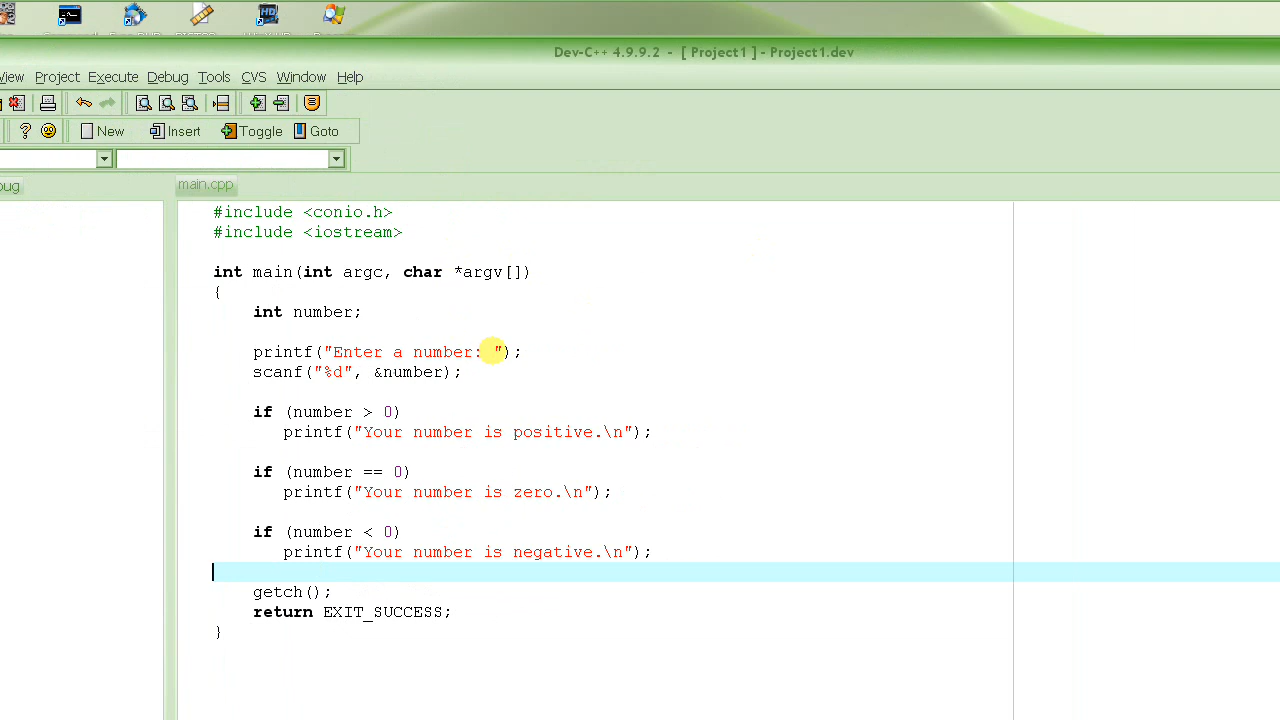 Dev-C++ 4.9.9.2 - [ Project1 ] - Project1.dev
View Project Execute Debug Tools CVS Window Help
New Insert Toggle Goto
bug main.cpp
#include <conio.h>
#include <iostream>
int main(int argc, char *argv[])
{
int number;
printf("Enter a number: ");
scanf("%d", &number);
if (number > 0)
printf("Your number is positive.\n");
if (number == 0)
printf("Your number is zero.\n");
if (number < 0)
printf("Your number is negative.\n");
getch();
return EXIT_SUCCESS;
}